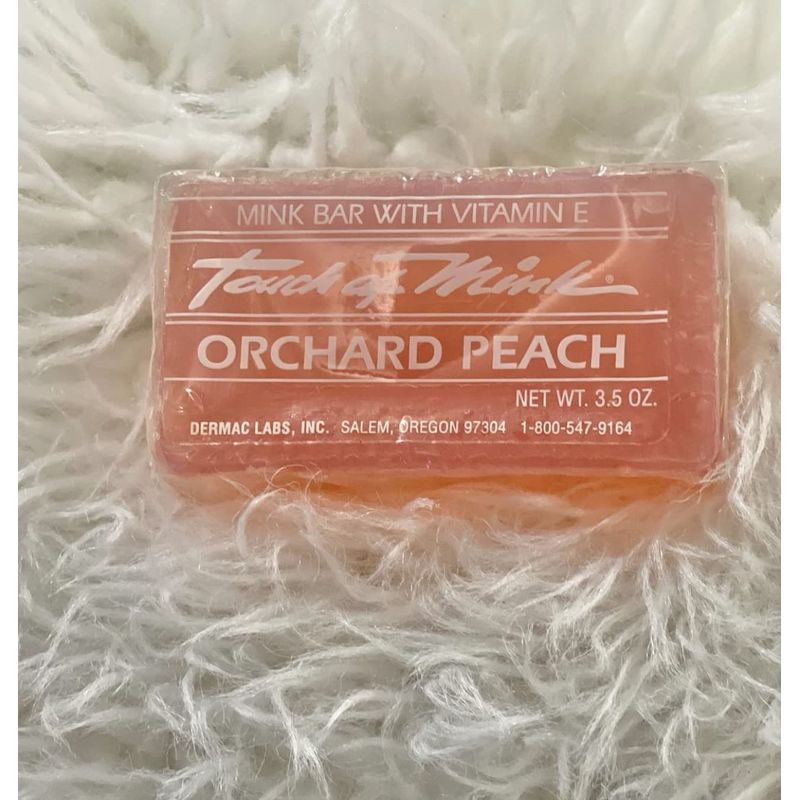 MINK BAR WITH VITAMIN E
Touch of Mink®
ORCHARD PEACH
NET WT. 3.5 OZ.
DERMAC LABS, INC. SALEM, OREGON 97304 1-800-547-9164